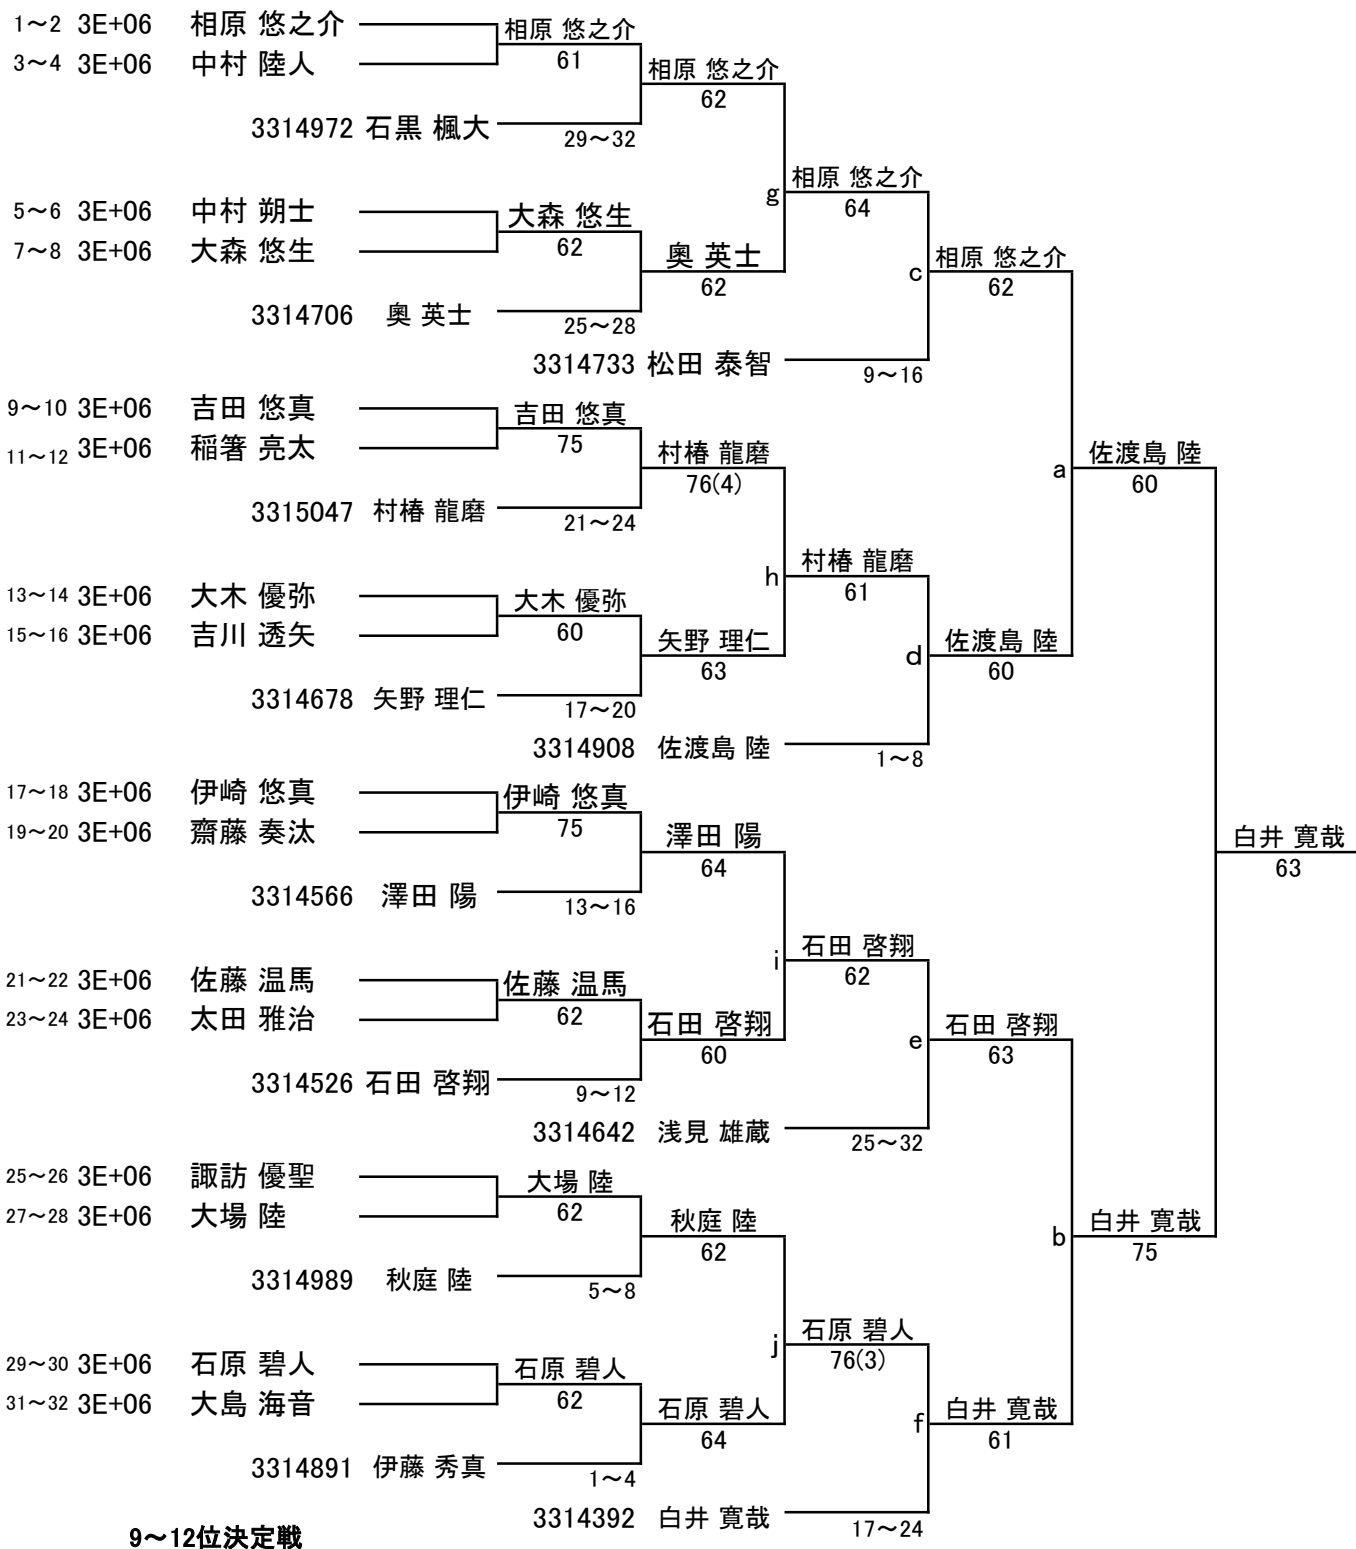 1～2 3E+06 相原 悠之介
相原 悠之介
61
3～4 3E+06 中村 陸人
相原 悠之介
62
3314972 石黒 楓大
29～32
g
相原 悠之介
64
5～6 3E+06 中村 朔士
大森 悠生
62
7～8 3E+06 大森 悠生
奥 英士
62
3314706 奥 英士
25～28
c
相原 悠之介
62
3314733 松田 泰智
9～16
9～10 3E+06 吉田 悠真
吉田 悠真
75
11～12 3E+06 稲箸 亮太
村椿 龍磨
76(4)
3315047 村椿 龍磨
21～24
a
佐渡島 陸
60
h
村椿 龍磨
61
13～14 3E+06 大木 優弥
大木 優弥
60
15～16 3E+06 吉川 透矢
矢野 理仁
63
3314678 矢野 理仁
17～20
d
佐渡島 陸
60
3314908 佐渡島 陸
1～8
17～18 3E+06 伊崎 悠真
伊崎 悠真
75
19～20 3E+06 齋藤 奏汰
澤田 陽
64
3314566 澤田 陽
13～16
白井 寛哉
63
i
石田 啓翔
62
21～22 3E+06 佐藤 温馬
佐藤 温馬
62
23～24 3E+06 太田 雅治
石田 啓翔
60
3314526 石田 啓翔
9～12
e
石田 啓翔
63
3314642 浅見 雄蔵
25～32
25～26 3E+06 諏訪 優聖
大場 陸
62
27～28 3E+06 大場 陸
秋庭 陸
62
3314989 秋庭 陸
5～8
b
白井 寛哉
75
j
石原 碧人
76(3)
29～30 3E+06 石原 碧人
石原 碧人
62
31～32 3E+06 大島 海音
石原 碧人
64
3314891 伊藤 秀真
1～4
f
白井 寛哉
61
3314392 白井 寛哉
17～24
9～12位決定戦